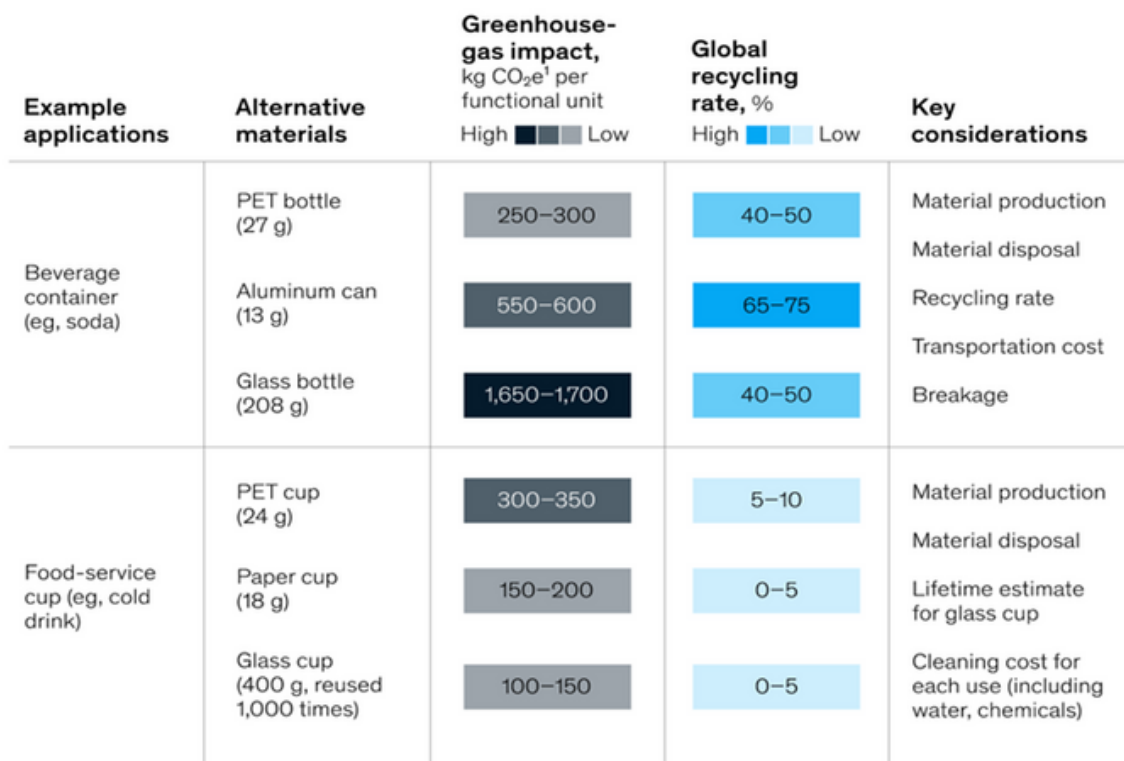 Example
applications
Alternative
materials
Greenhouse-
gas impact,
kg CO₂e¹ per
functional unit
High Low
Global
recycling
rate, %
High Low
Key
considerations
Beverage
container
(eg, soda)
PET bottle
(27 g)
250–300
40–50
Aluminum can
(13 g)
550–600
65–75
Glass bottle
(208 g)
1,650–1,700
40–50
Material production
Material disposal
Recycling rate
Transportation cost
Breakage
Food-service
cup (eg, cold
drink)
PET cup
(24 g)
300–350
5–10
Paper cup
(18 g)
150–200
0–5
Glass cup
(400 g, reused
1,000 times)
100–150
0–5
Material production
Material disposal
Lifetime estimate
for glass cup
Cleaning cost for
each use (including
water, chemicals)